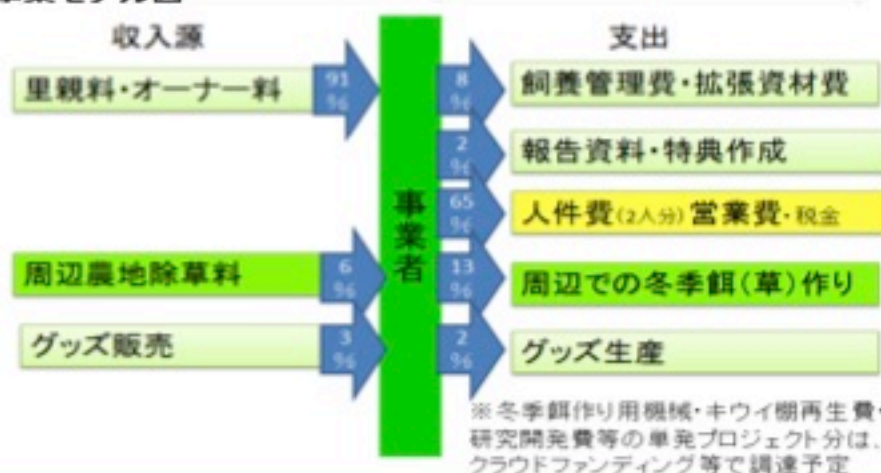 収入源
支出
里親料・オーナー料
91
%
8
%
飼養管理費・拡張資材費
2
%
報告資料・特典作成
事業者
65
%
人件費(2人分)営業費・税金
周辺農地除草料
6
%
13
%
周辺での冬季餌(草)作り
グッズ販売
3
%
2
%
グッズ生産
※冬季餌作り用機械・キウイ棚再生費・
研究開発費等の単発プロジェクト分は、
クラウドファンディング等で調達予定